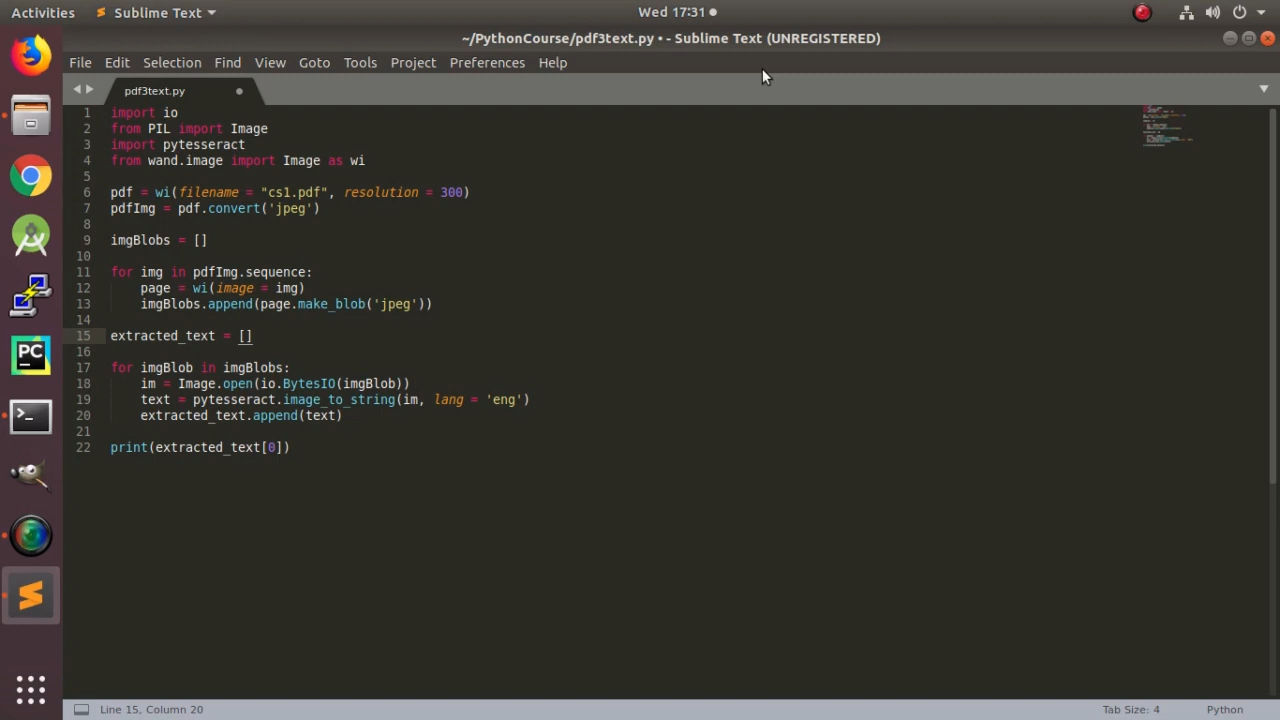 Activities Sublime Text Wed 17:31
~/PythonCourse/pdf3text.py • - Sublime Text (UNREGISTERED)
File Edit Selection Find View Goto Tools Project Preferences Help
pdf3text.py
1 import io
2 from PIL import Image
3 import pytesseract
4 from wand.image import Image as wi
5
6 pdf = wi(filename = "cs1.pdf", resolution = 300)
7 pdfImg = pdf.convert('jpeg')
8
9 imgBlobs = []
10
11 for img in pdfImg.sequence:
12     page = wi(image = img)
13     imgBlobs.append(page.make_blob('jpeg'))
14
15 extracted_text = []
16
17 for imgBlob in imgBlobs:
18     im = Image.open(io.BytesIO(imgBlob))
19     text = pytesseract.image_to_string(im, lang = 'eng')
20     extracted_text.append(text)
21
22 print(extracted_text[0])
PC
Line 15, Column 20 Tab Size: 4 Python